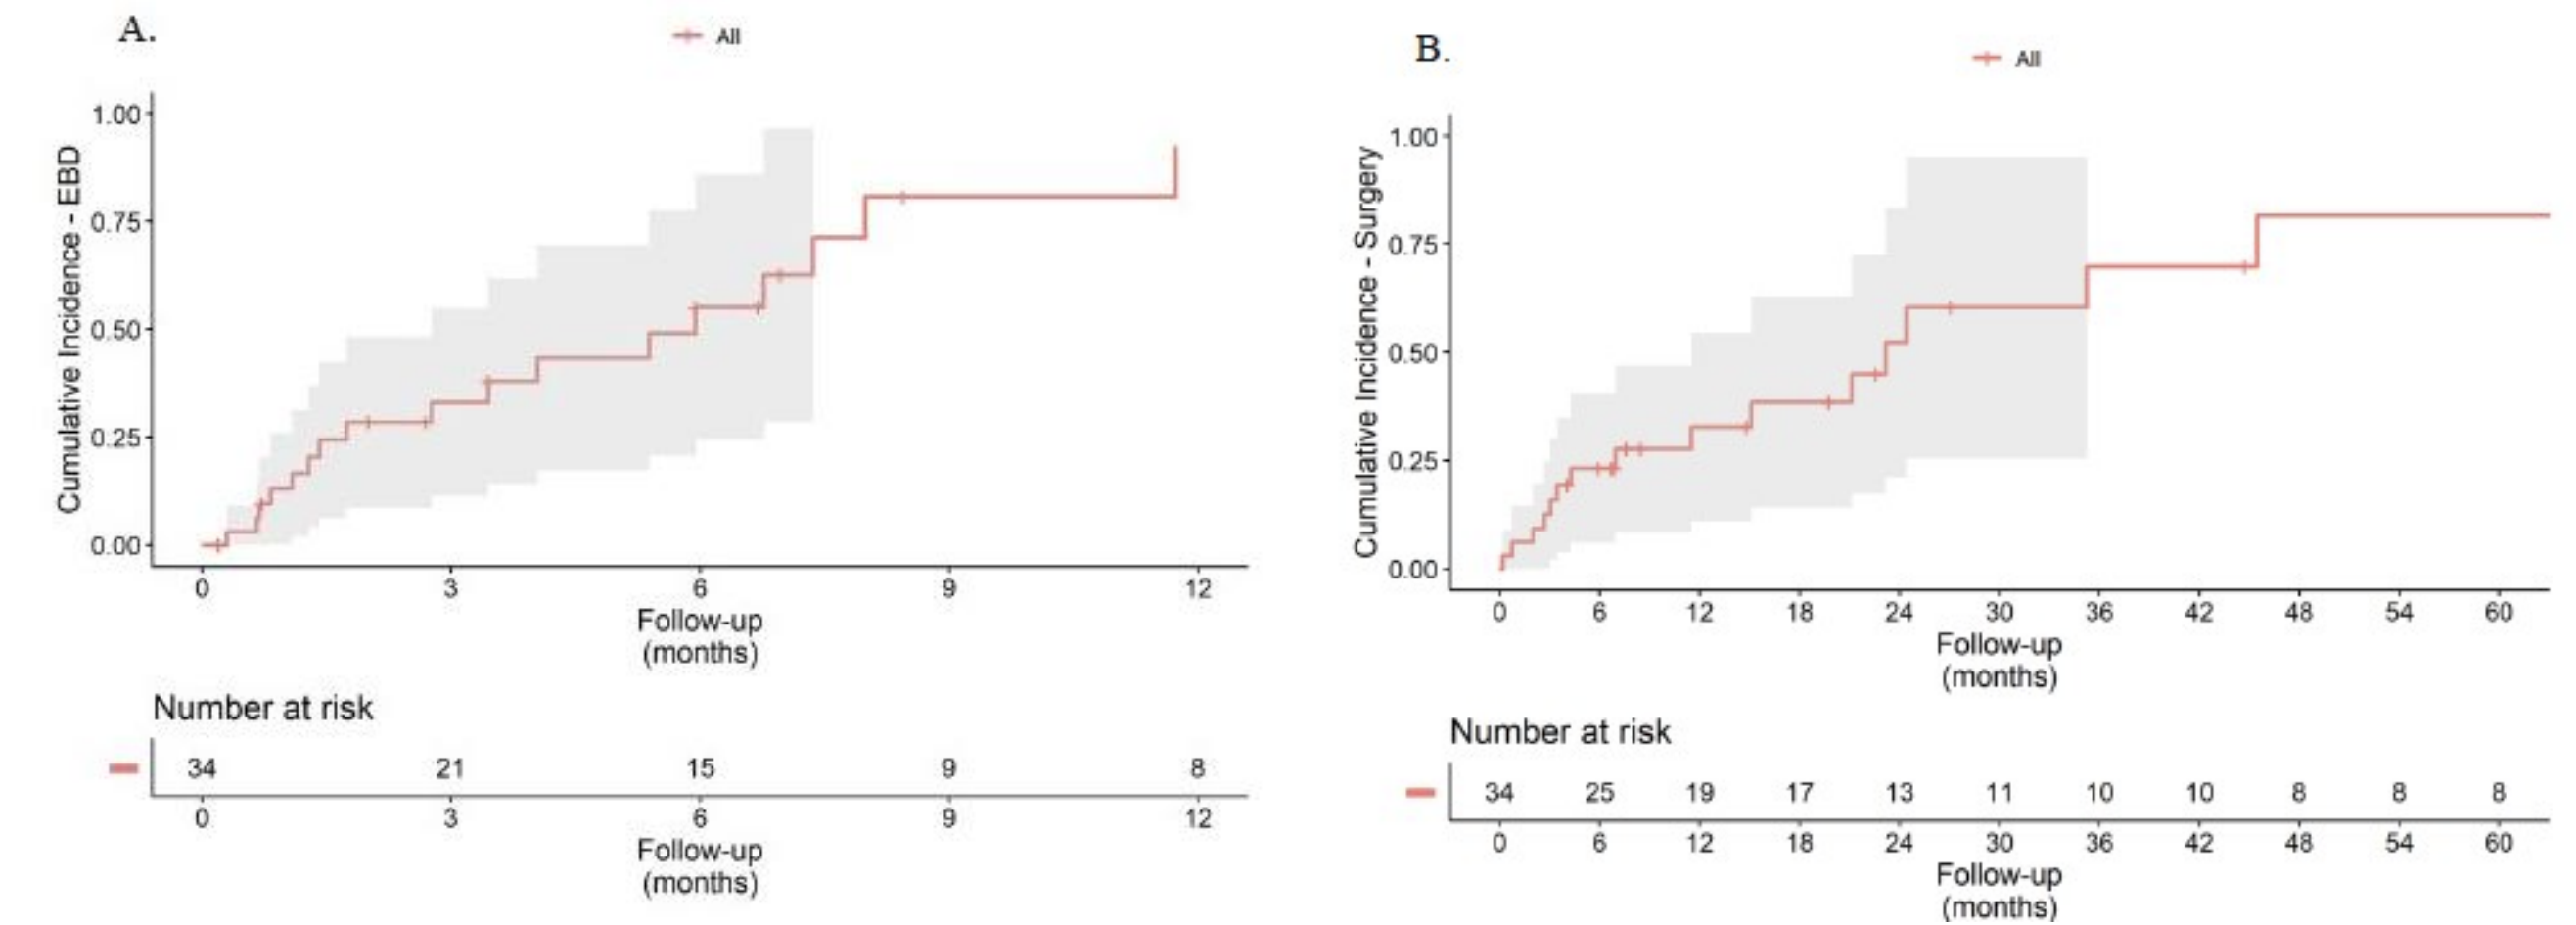 A.
All
Cumulative Incidence - EBD
1.00
0.75
0.50
0.25
0.00
0 3 6 9 12
Follow-up
(months)
Number at risk
34 21 15 9 8
0 3 6 9 12
Follow-up
(months)
B.
All
Cumulative Incidence - Surgery
1.00
0.75
0.50
0.25
0.00
0 6 12 18 24 30 36 42 48 54 60
Follow-up
(months)
Number at risk
34 25 19 17 13 11 10 10 8 8 8
0 6 12 18 24 30 36 42 48 54 60
Follow-up
(months)